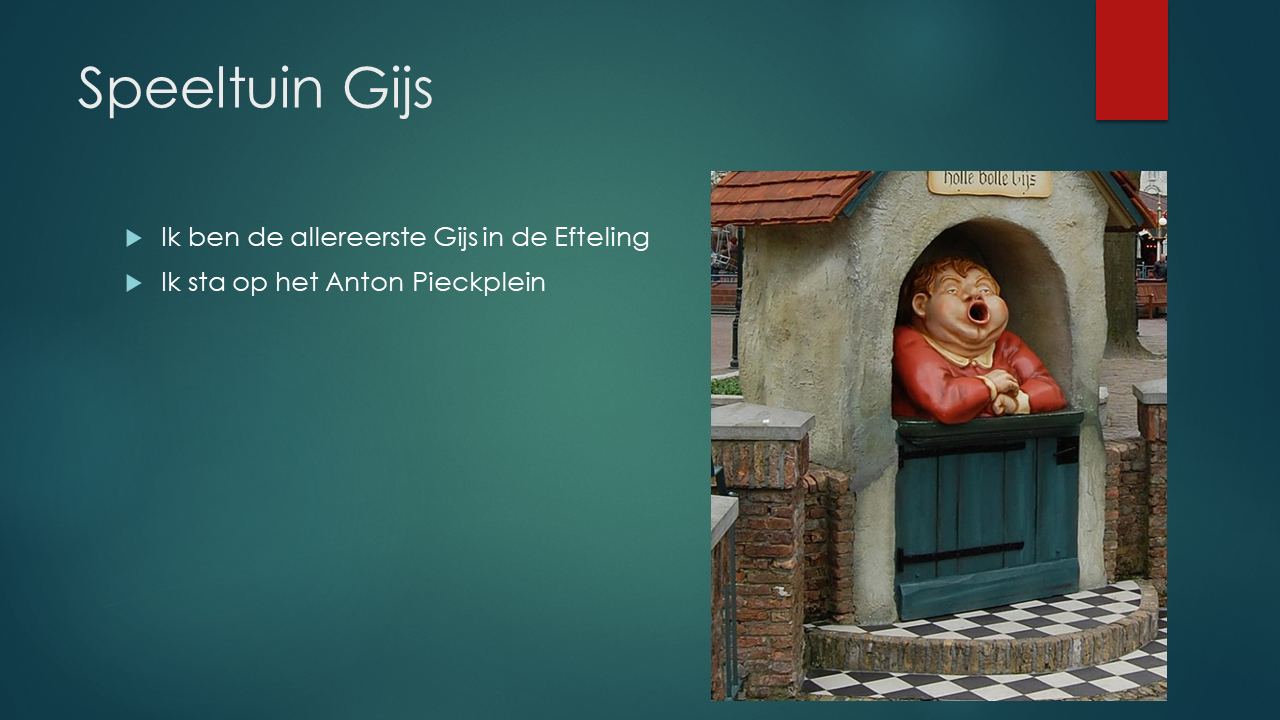 Speeltuin Gijs
Ik ben de allereerste Gijs in de Efteling
Ik sta op het Anton Pieckplein
holle bolle Gijs